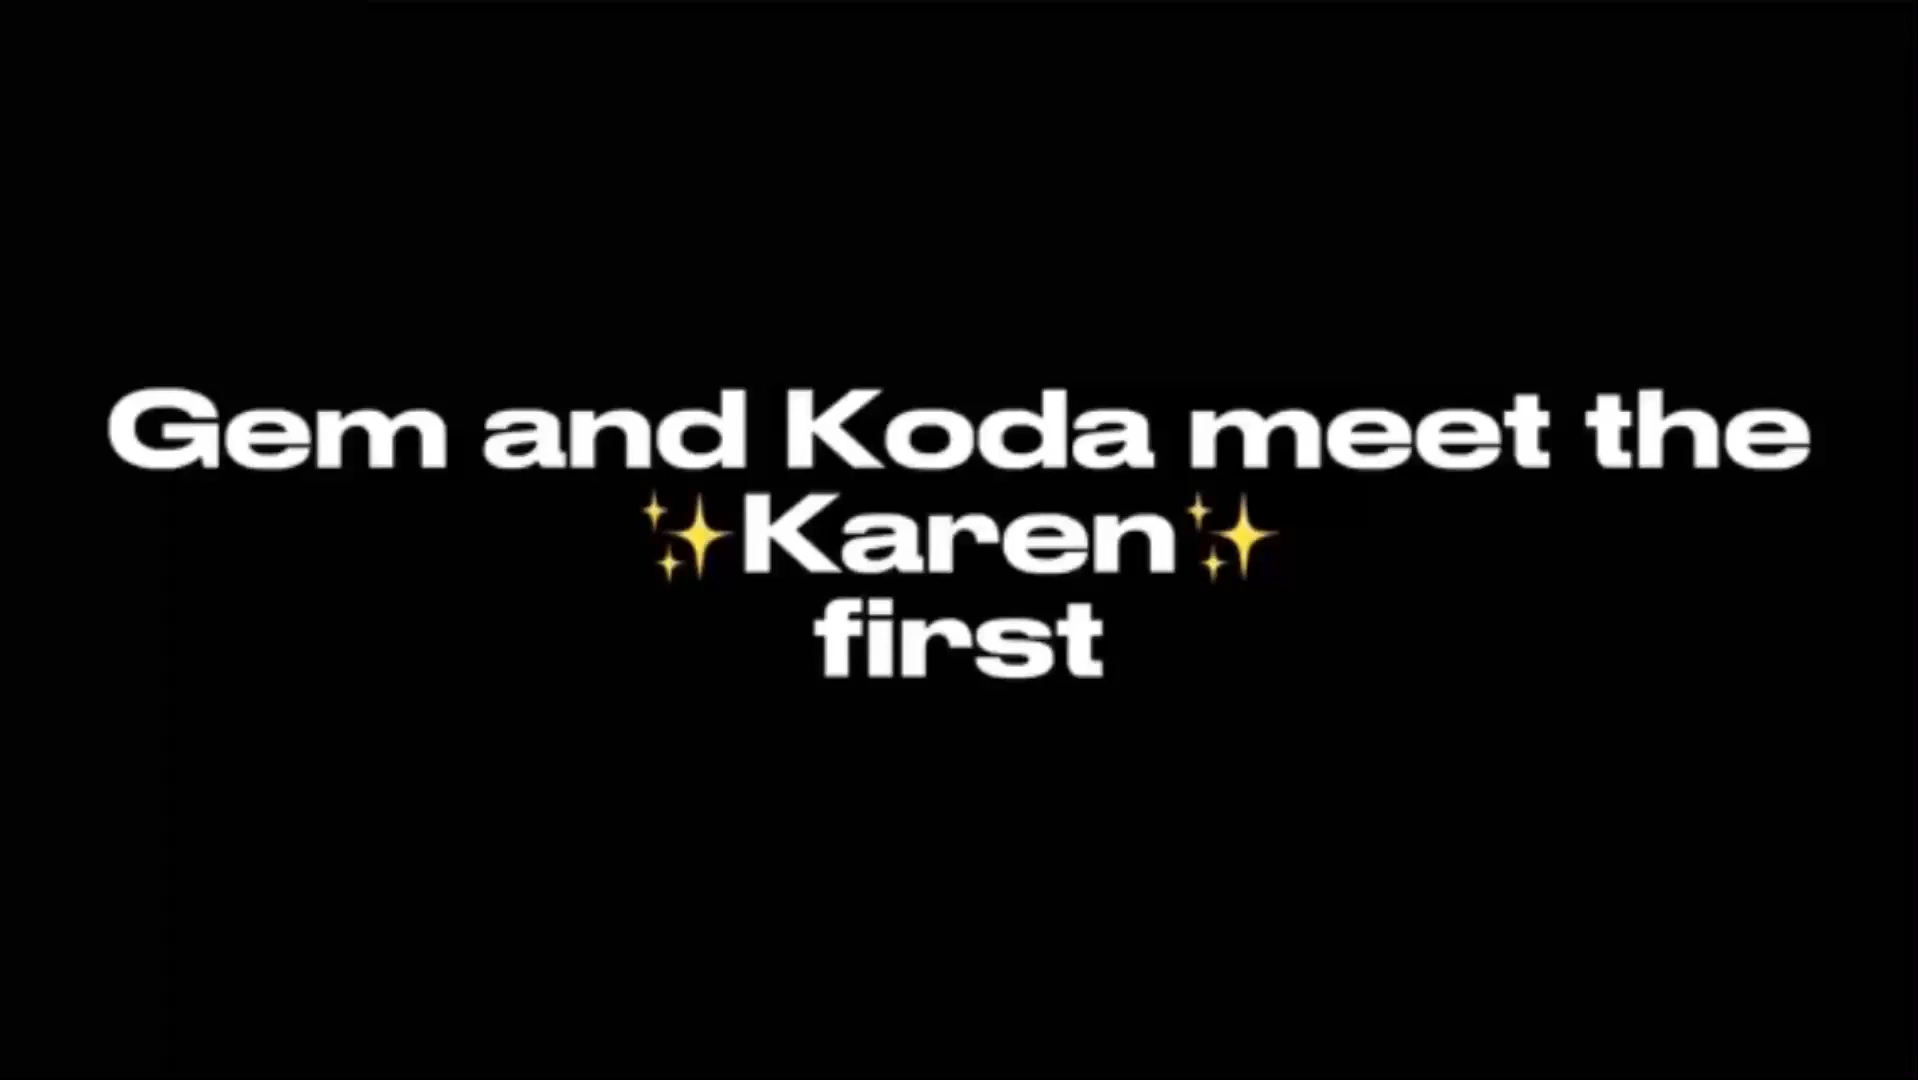 Gem and Koda meet the
✨Karen✨
first